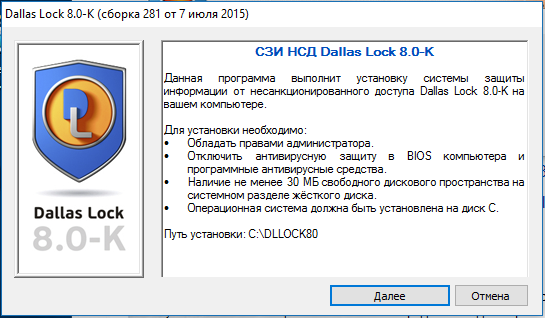 Dallas Lock 8.0-К (сборка 281 от 7 июля 2015)
СЗИ НСД Dallas Lock 8.0-К
Данная программа выполнит установку системы защиты
информации от несанкционированного доступа Dallas Lock 8.0-К на
вашем компьютере.
Для установки необходимо:
• Обладать правами администратора.
• Отключить антивирусную защиту в BIOS компьютера и
программные антивирусные средства.
• Наличие не менее 30 МБ свободного дискового пространства на
системном разделе жёсткого диска.
• Операционная система должна быть установлена на диск C.
Путь установки: C:\DLLOCK80
DL
Dallas Lock
8.0-К
Далее
Отмена